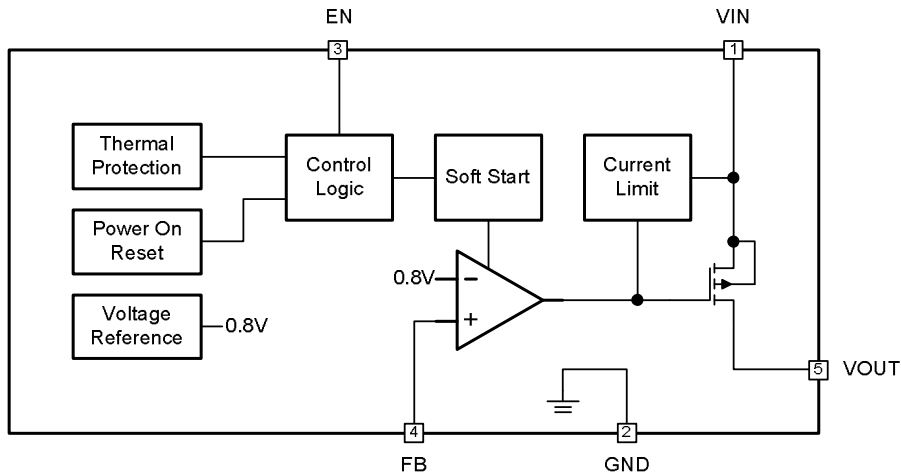 EN
VIN
3
1
Thermal
Protection
Control
Logic
Soft Start
Current
Limit
Power On
Reset
0.8V
−
Voltage
Reference
0.8V
+
5
VOUT
4
2
FB
GND